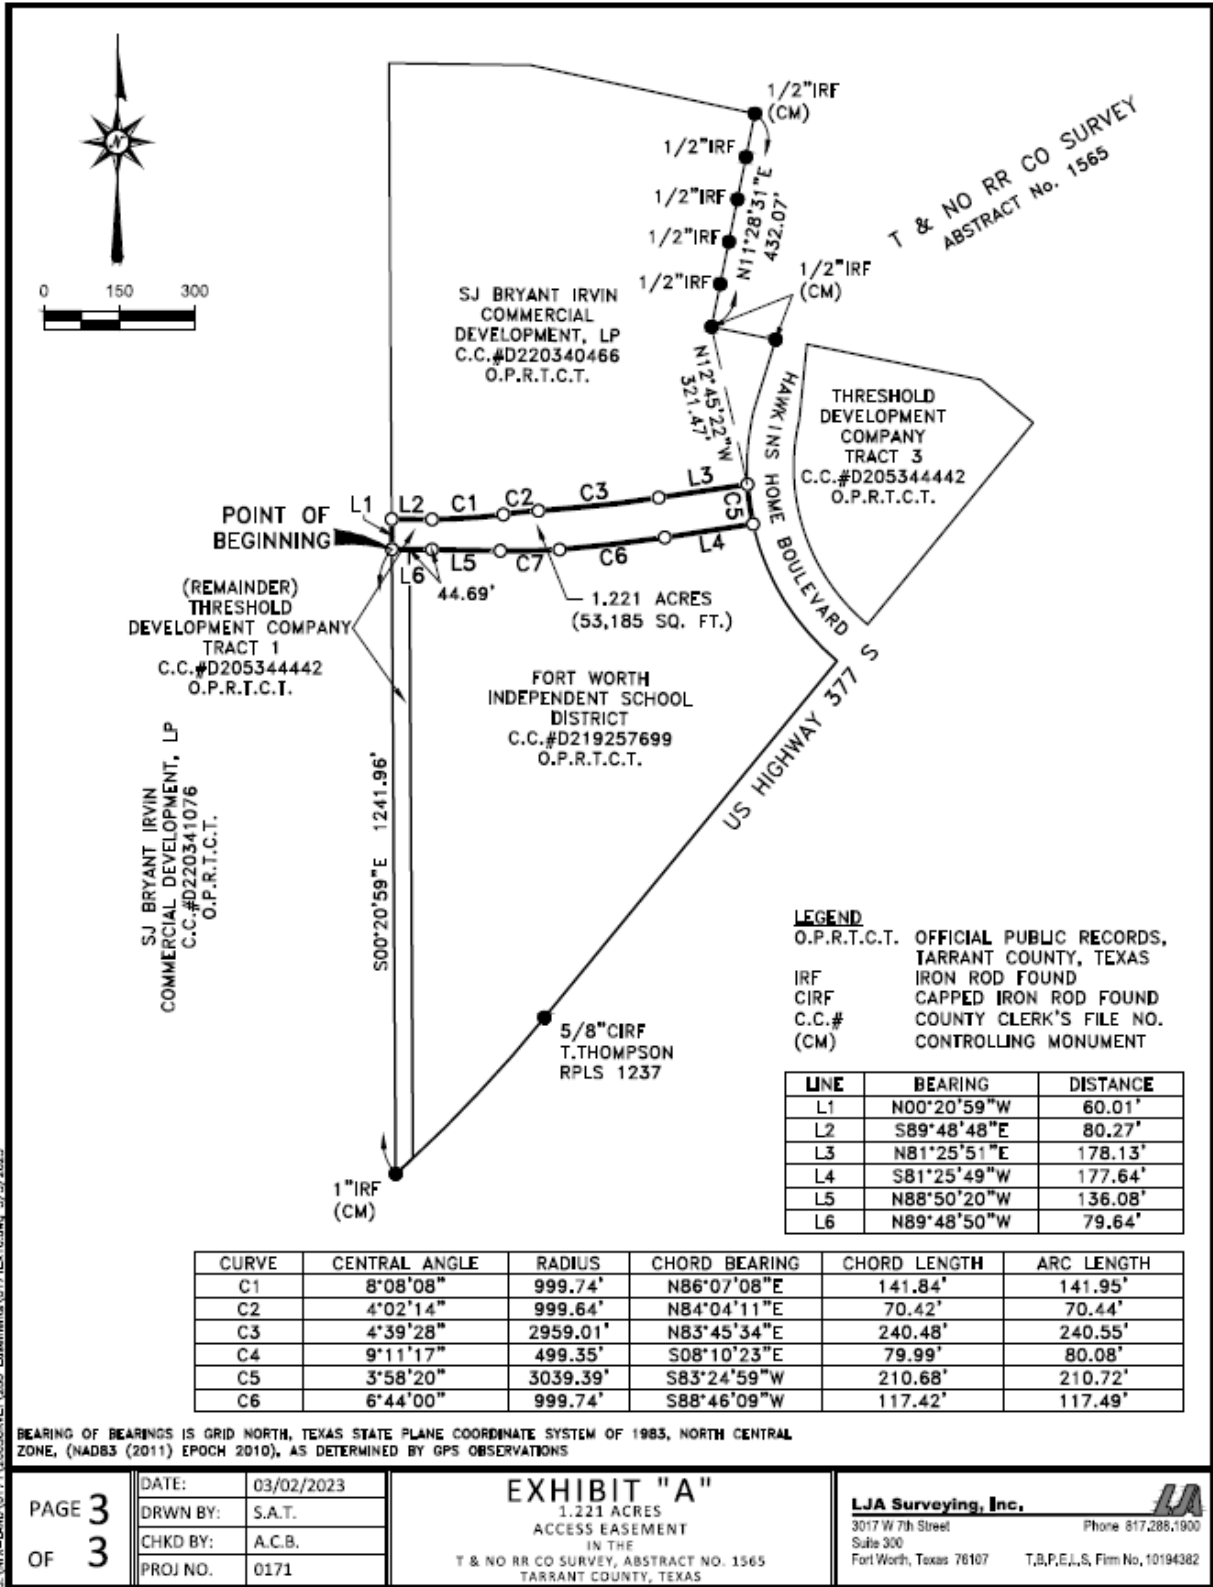 N
0 150 300
1/2"IRF
(CM)
1/2"IRF
1/2"IRF
1/2"IRF
1/2"IRF
N11°28'31"E
432.07'
T & NO RR CO SURVEY
ABSTRACT No. 1565
1/2"IRF
(CM)
SJ BRYANT IRVIN
COMMERCIAL
DEVELOPMENT, LP
C.C.#D220340466
O.P.R.T.C.T.
N12°45'22"W
321.47'
HAWKINS HOME BOULEVARD
THRESHOLD
DEVELOPMENT
COMPANY
TRACT 3
C.C.#D205344442
O.P.R.T.C.T.
L1 L2 C1 C2 C3 L3
C5
POINT OF
BEGINNING
L6 L5 C7 C6 L4
44.69'
1.221 ACRES
(53,185 SQ. FT.)
(REMAINDER)
THRESHOLD
DEVELOPMENT COMPANY
TRACT 1
C.C.#D205344442
O.P.R.T.C.T.
FORT WORTH
INDEPENDENT SCHOOL
DISTRICT
C.C.#D219257699
O.P.R.T.C.T.
US HIGHWAY 377 S
SJ BRYANT IRVIN
COMMERCIAL DEVELOPMENT, LP
C.C.#D220341076
O.P.R.T.C.T.
S00°20'59"E 1241.96'
5/8"CIRF
T.THOMPSON
RPLS 1237
1"IRF
(CM)
LEGEND
O.P.R.T.C.T. OFFICIAL PUBLIC RECORDS,
TARRANT COUNTY, TEXAS
IRF IRON ROD FOUND
CIRF CAPPED IRON ROD FOUND
C.C.# COUNTY CLERK'S FILE NO.
(CM) CONTROLLING MONUMENT
LINE BEARING DISTANCE
L1 N00°20'59"W 60.01'
L2 S89°48'48"E 80.27'
L3 N81°25'51"E 178.13'
L4 S81°25'49"W 177.64'
L5 N88°50'20"W 136.08'
L6 N89°48'50"W 79.64'
CURVE CENTRAL ANGLE RADIUS CHORD BEARING CHORD LENGTH ARC LENGTH
C1 8°08'08" 999.74' N86°07'08"E 141.84' 141.95'
C2 4°02'14" 999.64' N84°04'11"E 70.42' 70.44'
C3 4°39'28" 2959.01' N83°45'34"E 240.48' 240.55'
C4 9°11'17" 499.35' S08°10'23"E 79.99' 80.08'
C5 3°58'20" 3039.39' S83°24'59"W 210.68' 210.72'
C6 6°44'00" 999.74' S88°46'09"W 117.42' 117.49'
BEARING OF BEARINGS IS GRID NORTH, TEXAS STATE PLANE COORDINATE SYSTEM OF 1983, NORTH CENTRAL
ZONE, (NAD83 (2011) EPOCH 2010), AS DETERMINED BY GPS OBSERVATIONS
PAGE 3
OF 3
DATE: 03/02/2023
DRWN BY: S.A.T.
CHKD BY: A.C.B.
PROJ NO. 0171
EXHIBIT "A"
1.221 ACRES
ACCESS EASEMENT
IN THE
T & NO RR CO SURVEY, ABSTRACT NO. 1565
TARRANT COUNTY, TEXAS
LJA Surveying, Inc.
3017 W 7th Street Phone 817.288.1900
Suite 300
Fort Worth, Texas 76107 T.B.P.E.L.S. Firm No. 10194382